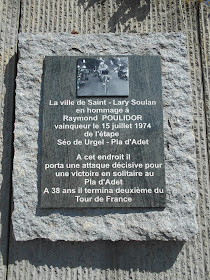 La ville de Saint - Lary Soulan
en hommage à
Raymond POULIDOR
vainqueur le 15 juillet 1974
de l'étape
Séo de Urgel - Pla d'Adet
A cet endroit il
porta une attaque décisive pour
une victoire en solitaire au
Pla d'Adet
A 38 ans il termina deuxième du
Tour de France